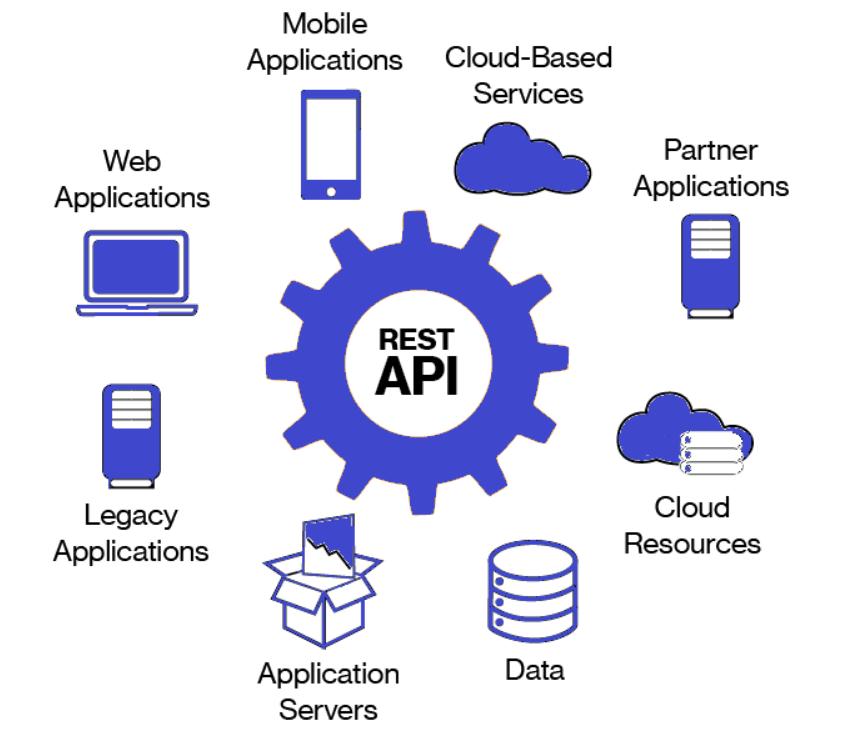 Mobile
Applications
Cloud-Based
Services
Web
Applications
Partner
Applications
REST
API
Legacy
Applications
Cloud
Resources
Application
Servers
Data